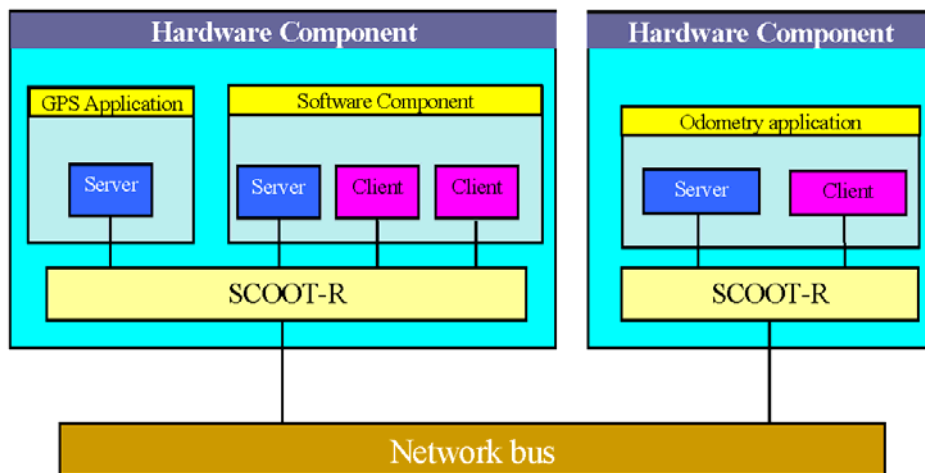 Hardware Component
GPS Application
Software Component
Server
Server
Client
Client
SCOOT-R
Hardware Component
Odometry application
Server
Client
SCOOT-R
Network bus